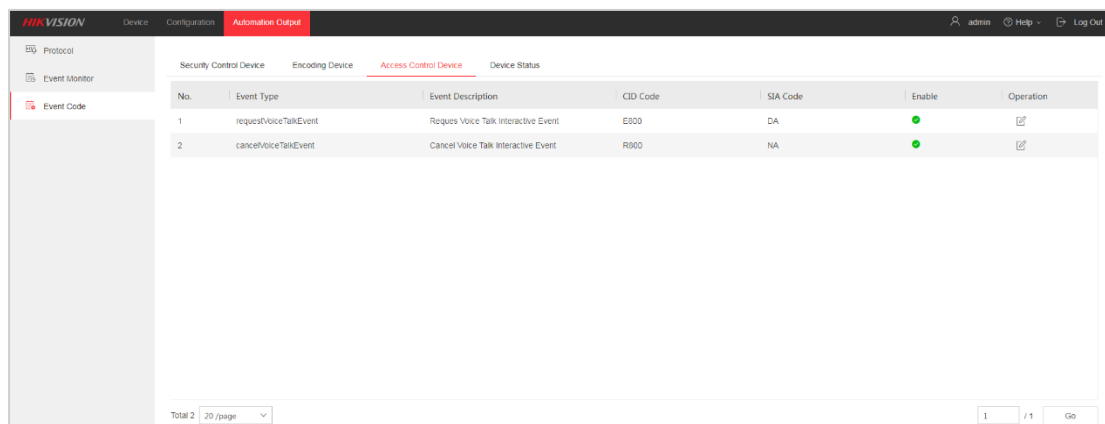 HIKVISION Device Configuration Automation Output admin Help Log Out
Protocol
Event Monitor
Event Code
Security Control Device Encoding Device Access Control Device Device Status
No. Event Type Event Description CID Code SIA Code Enable Operation
1 requestVoiceTalkEvent Reques Voice Talk Interactive Event E800 DA
2 cancelVoiceTalkEvent Cancel Voice Talk Interactive Event R800 NA
Total 2 20 /page 1 / 1 Go